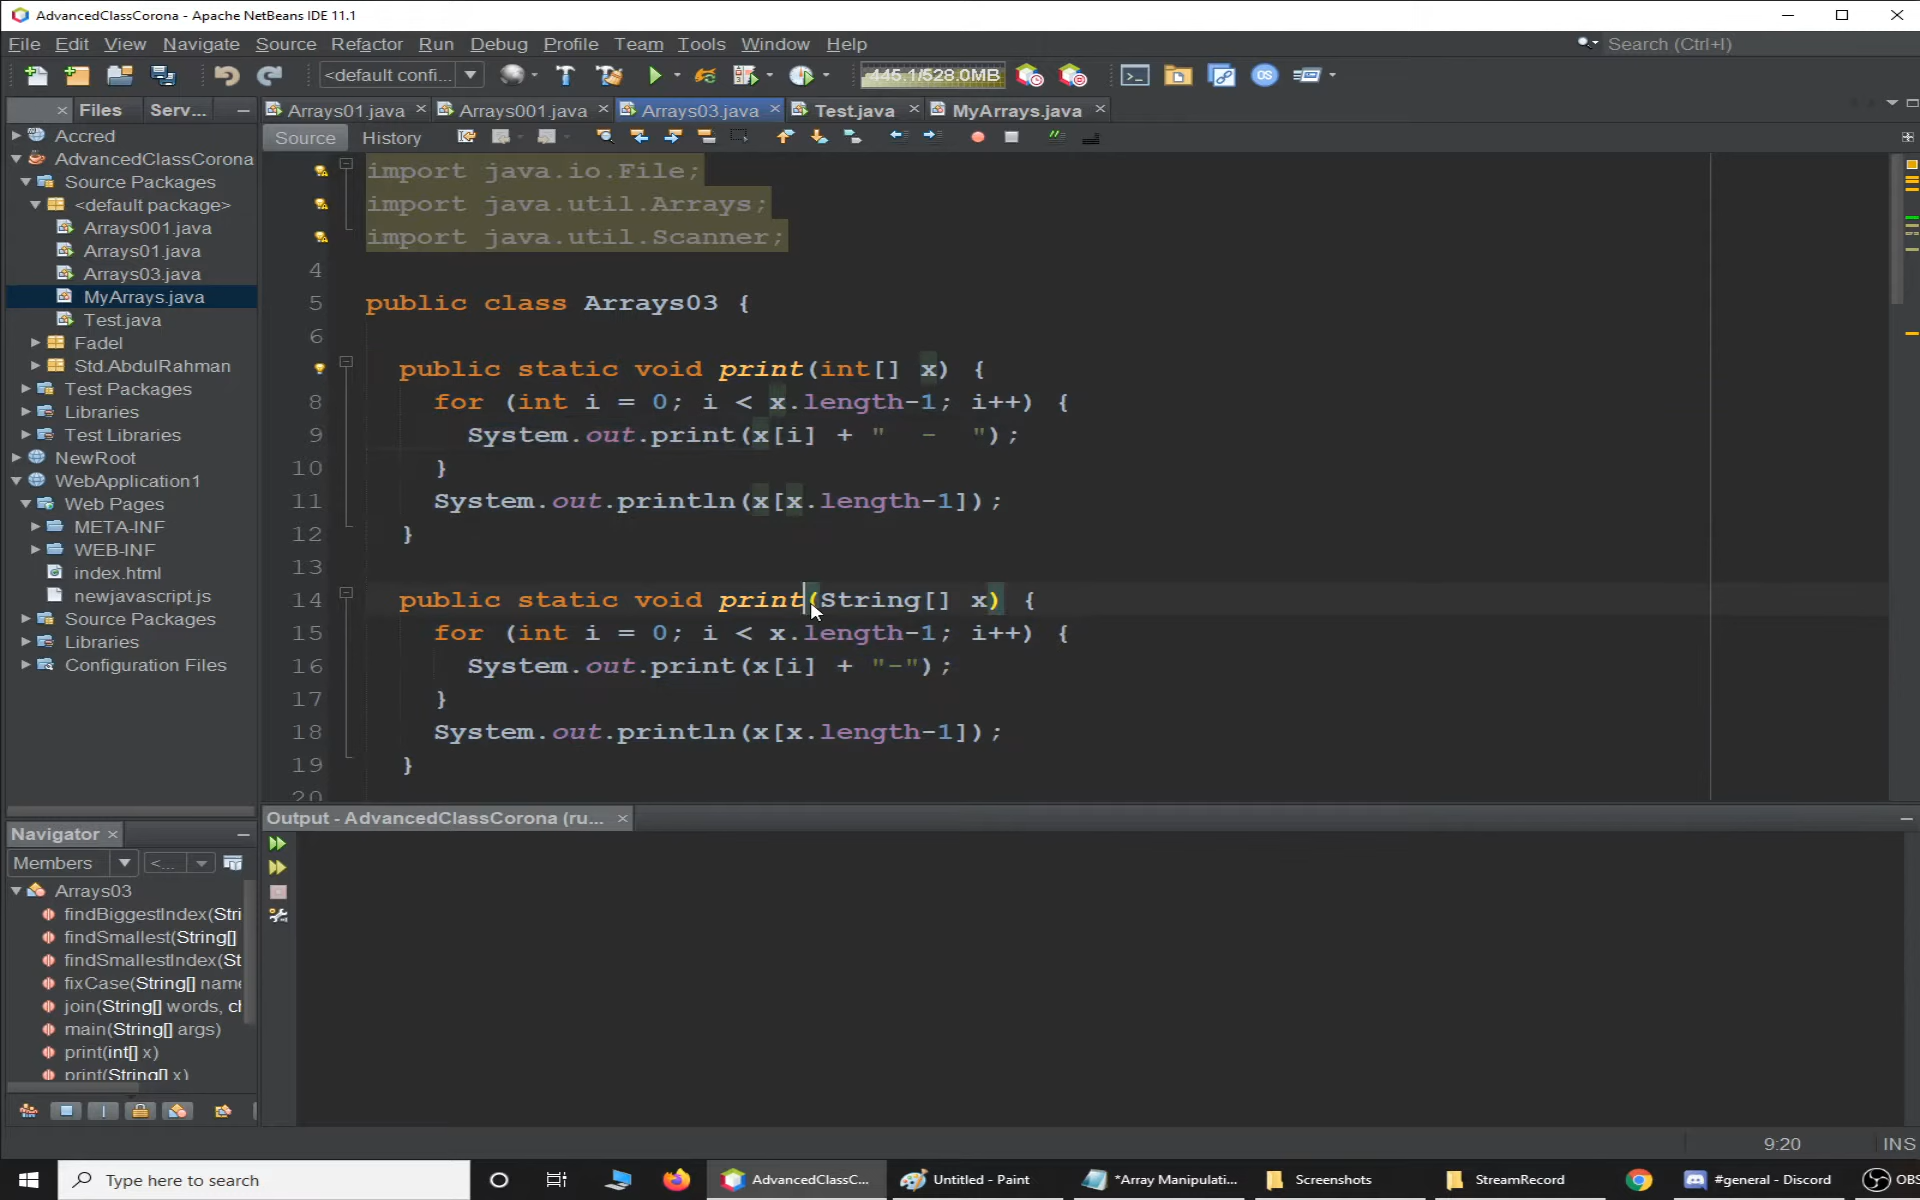 AdvancedClassCorona - Apache NetBeans IDE 11.1
File Edit View Navigate Source Refactor Run Debug Profile Team Tools Window Help
Search (Ctrl+I)
<default confi...
445.1/528.0MB
Files Serv...
Arrays01.java Arrays001.java Arrays03.java Test.java MyArrays.java
Source History
Accred
AdvancedClassCorona
Source Packages
<default package>
Arrays001.java
Arrays01.java
Arrays03.java
MyArrays.java
Test.java
Fadel
Std.AbdulRahman
Test Packages
Libraries
Test Libraries
NewRoot
WebApplication1
Web Pages
META-INF
WEB-INF
index.html
newjavascript.js
Source Packages
Libraries
Configuration Files
import java.io.File;
import java.util.Arrays;
import java.util.Scanner;
4
5 public class Arrays03 {
6
public static void print(int[] x) {
8 for (int i = 0; i < x.length-1; i++) {
9 System.out.print(x[i] + "  -  ");
10 }
11 System.out.println(x[x.length-1]);
12 }
13
14 public static void print(String[] x) {
15 for (int i = 0; i < x.length-1; i++) {
16 System.out.print(x[i] + "-");
17 }
18 System.out.println(x[x.length-1]);
19 }
20
Navigator
Members <...
Arrays03
findBiggestIndex(Stri
findSmallest(String[]
findSmallestIndex(St
fixCase(String[] name
join(String[] words, ch
main(String[] args)
print(int[] x)
print(String[] x)
Output - AdvancedClassCorona (ru...
9:20 INS
Type here to search
AdvancedClassC...
Untitled - Paint
*Array Manipulati...
Screenshots
StreamRecord
#general - Discord
OBS